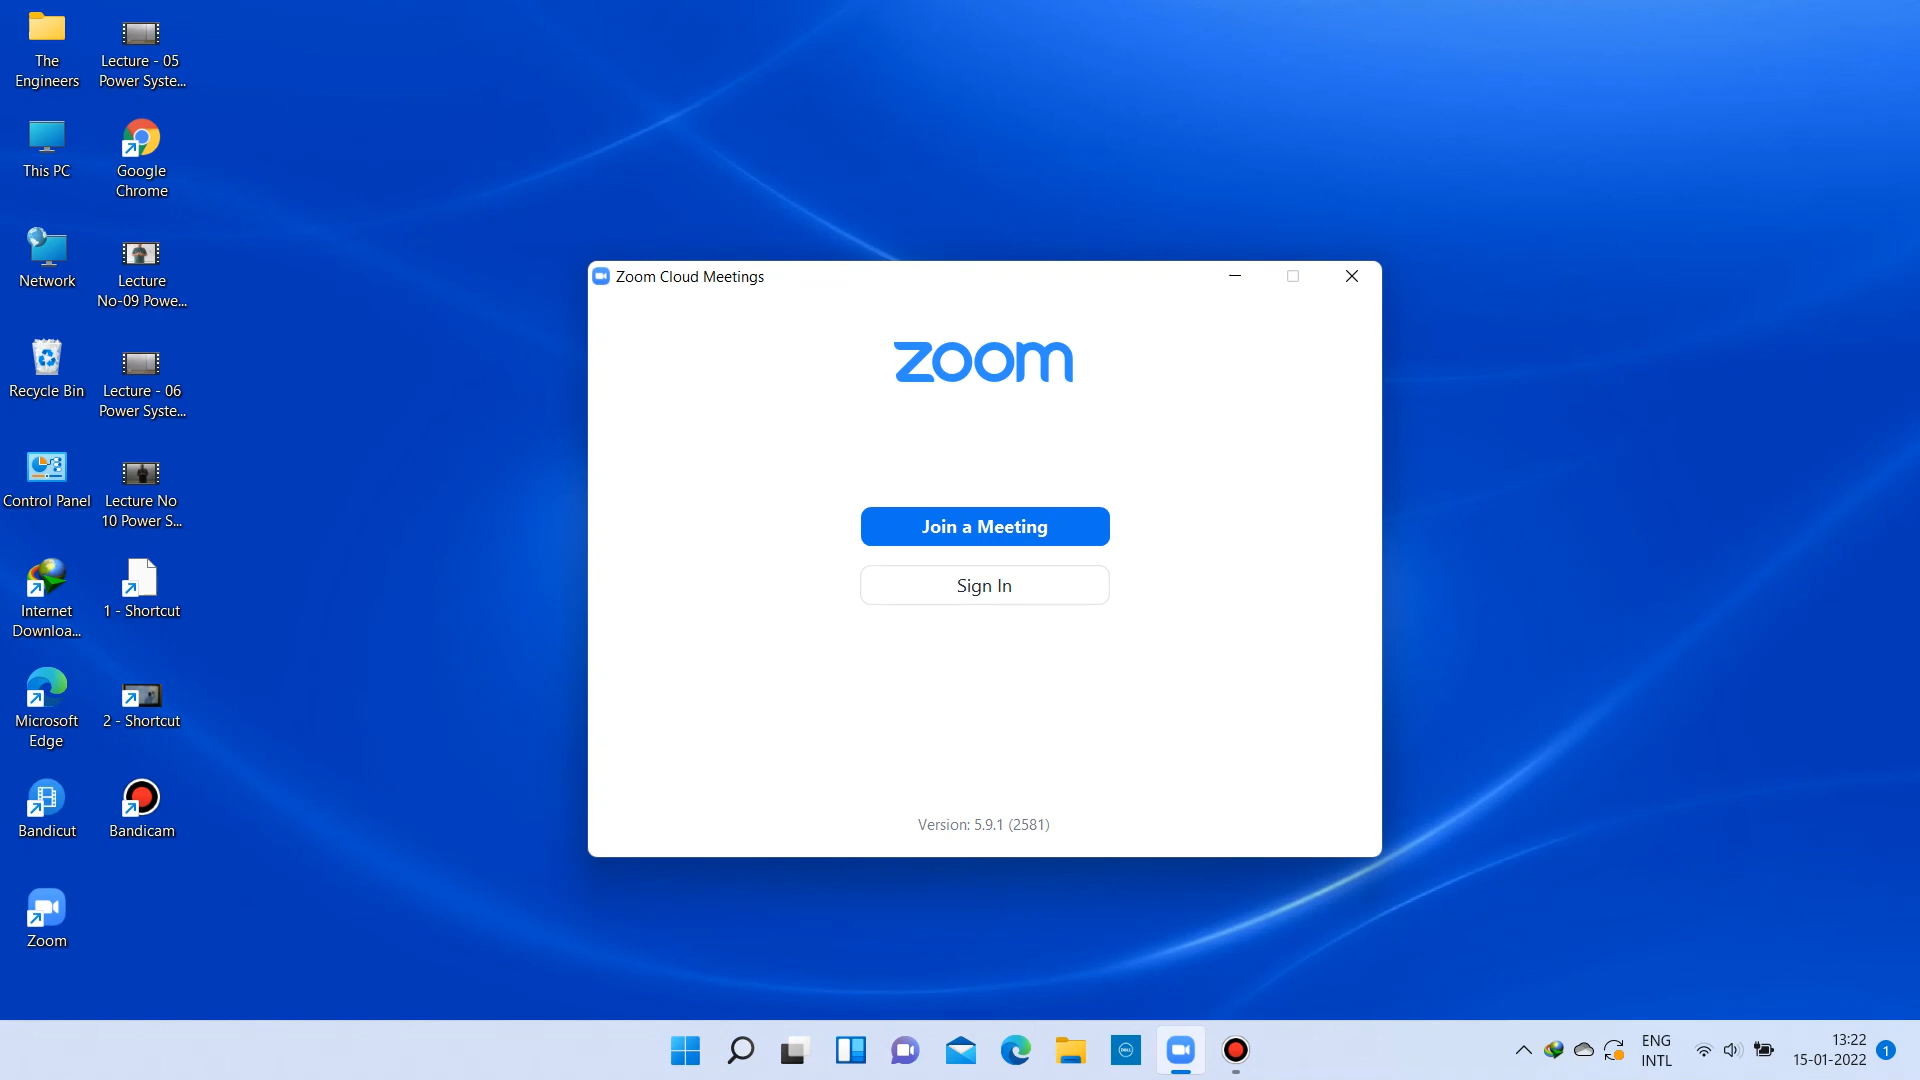 The
Engineers
Lecture - 05
Power Syste...
This PC
Google
Chrome
Network
Lecture
No-09 Powe...
Recycle Bin
Lecture - 06
Power Syste...
Control Panel
Lecture No
10 Power S...
Internet
Downloa...
1 - Shortcut
Microsoft
Edge
2 - Shortcut
Bandicut
Bandicam
Zoom
Zoom Cloud Meetings
zoom
Join a Meeting
Sign In
Version: 5.9.1 (2581)
DELL
ENG
INTL
13:22
15-01-2022
1